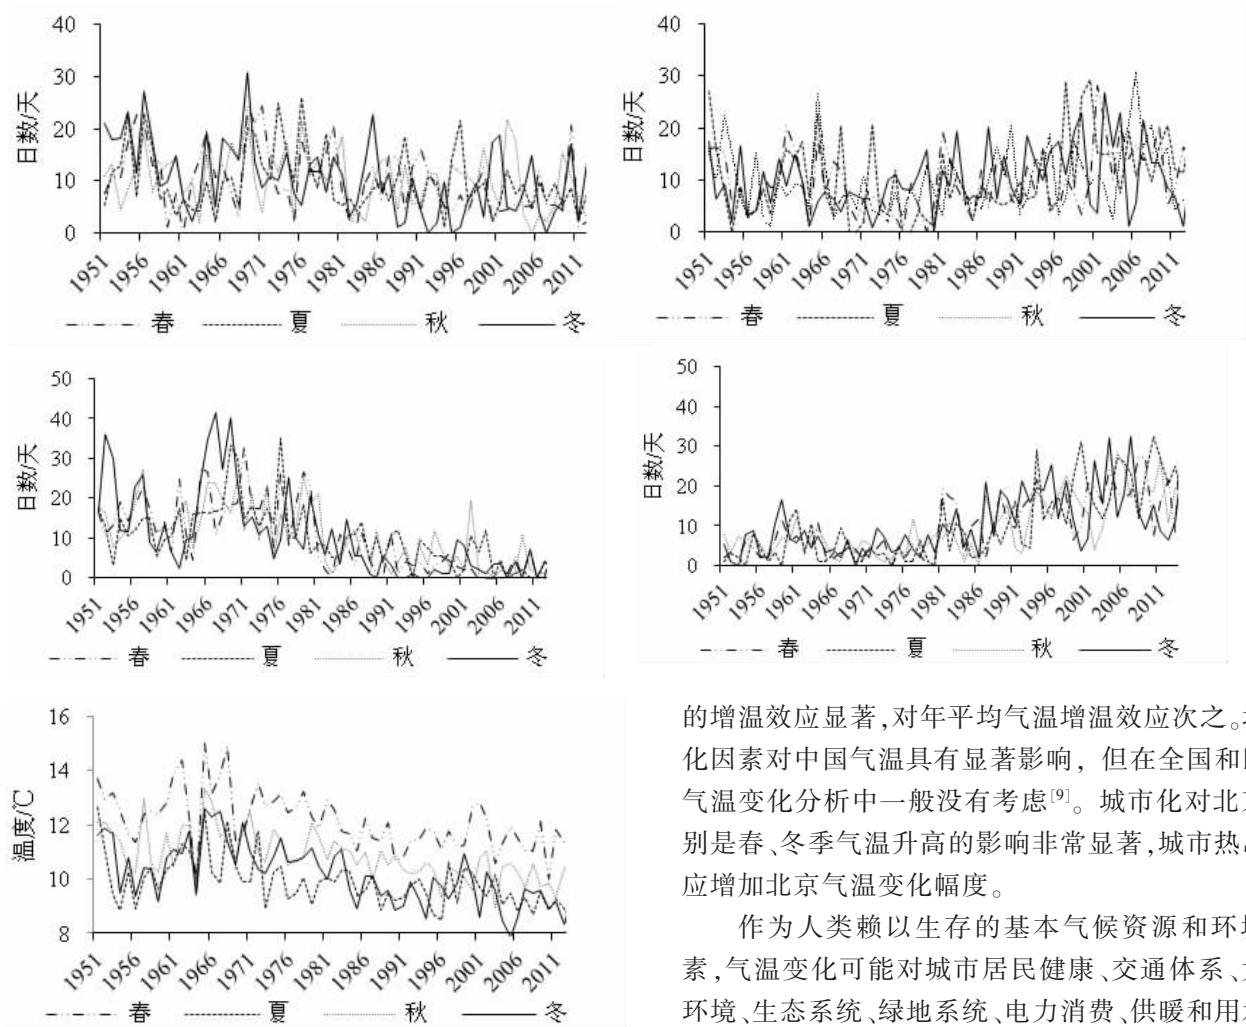 40
30
20
10
0
日数/天
1951 1956 1961 1966 1971 1976 1981 1986 1991 1996 2001 2006 2011
春 夏 秋 冬
40
30
20
10
0
日数/天
1951 1956 1961 1966 1971 1976 1981 1986 1991 1996 2001 2006 2011
春 夏 秋 冬
50
40
30
20
10
0
日数/天
1951 1956 1961 1966 1971 1976 1981 1986 1991 1996 2001 2006 2011
春 夏 秋 冬
50
40
30
20
10
0
日数/天
1951 1956 1961 1966 1971 1976 1981 1986 1991 1996 2001 2006 2011
春 夏 秋 冬
16
14
12
10
8
温度/℃
1951 1956 1961 1966 1971 1976 1981 1986 1991 1996 2001 2006 2011
的增温效应显著,对年平均气温增温效应次之。
化因素对中国气温具有显著影响，但在全国和
气温变化分析中一般没有考虑[9]。城市化对北
别是春、冬季气温升高的影响非常显著,城市热
应增加北京气温变化幅度。
作为人类赖以生存的基本气候资源和环
素,气温变化可能对城市居民健康、交通体系、
环境、生态系统、绿地系统、电力消费、供暖和用